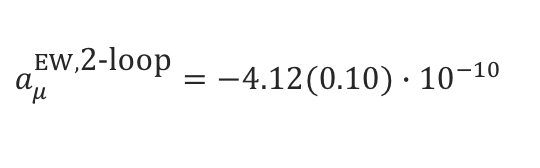 a_μ^{EW,2-loop} = −4.12(0.10) · 10^{−10}